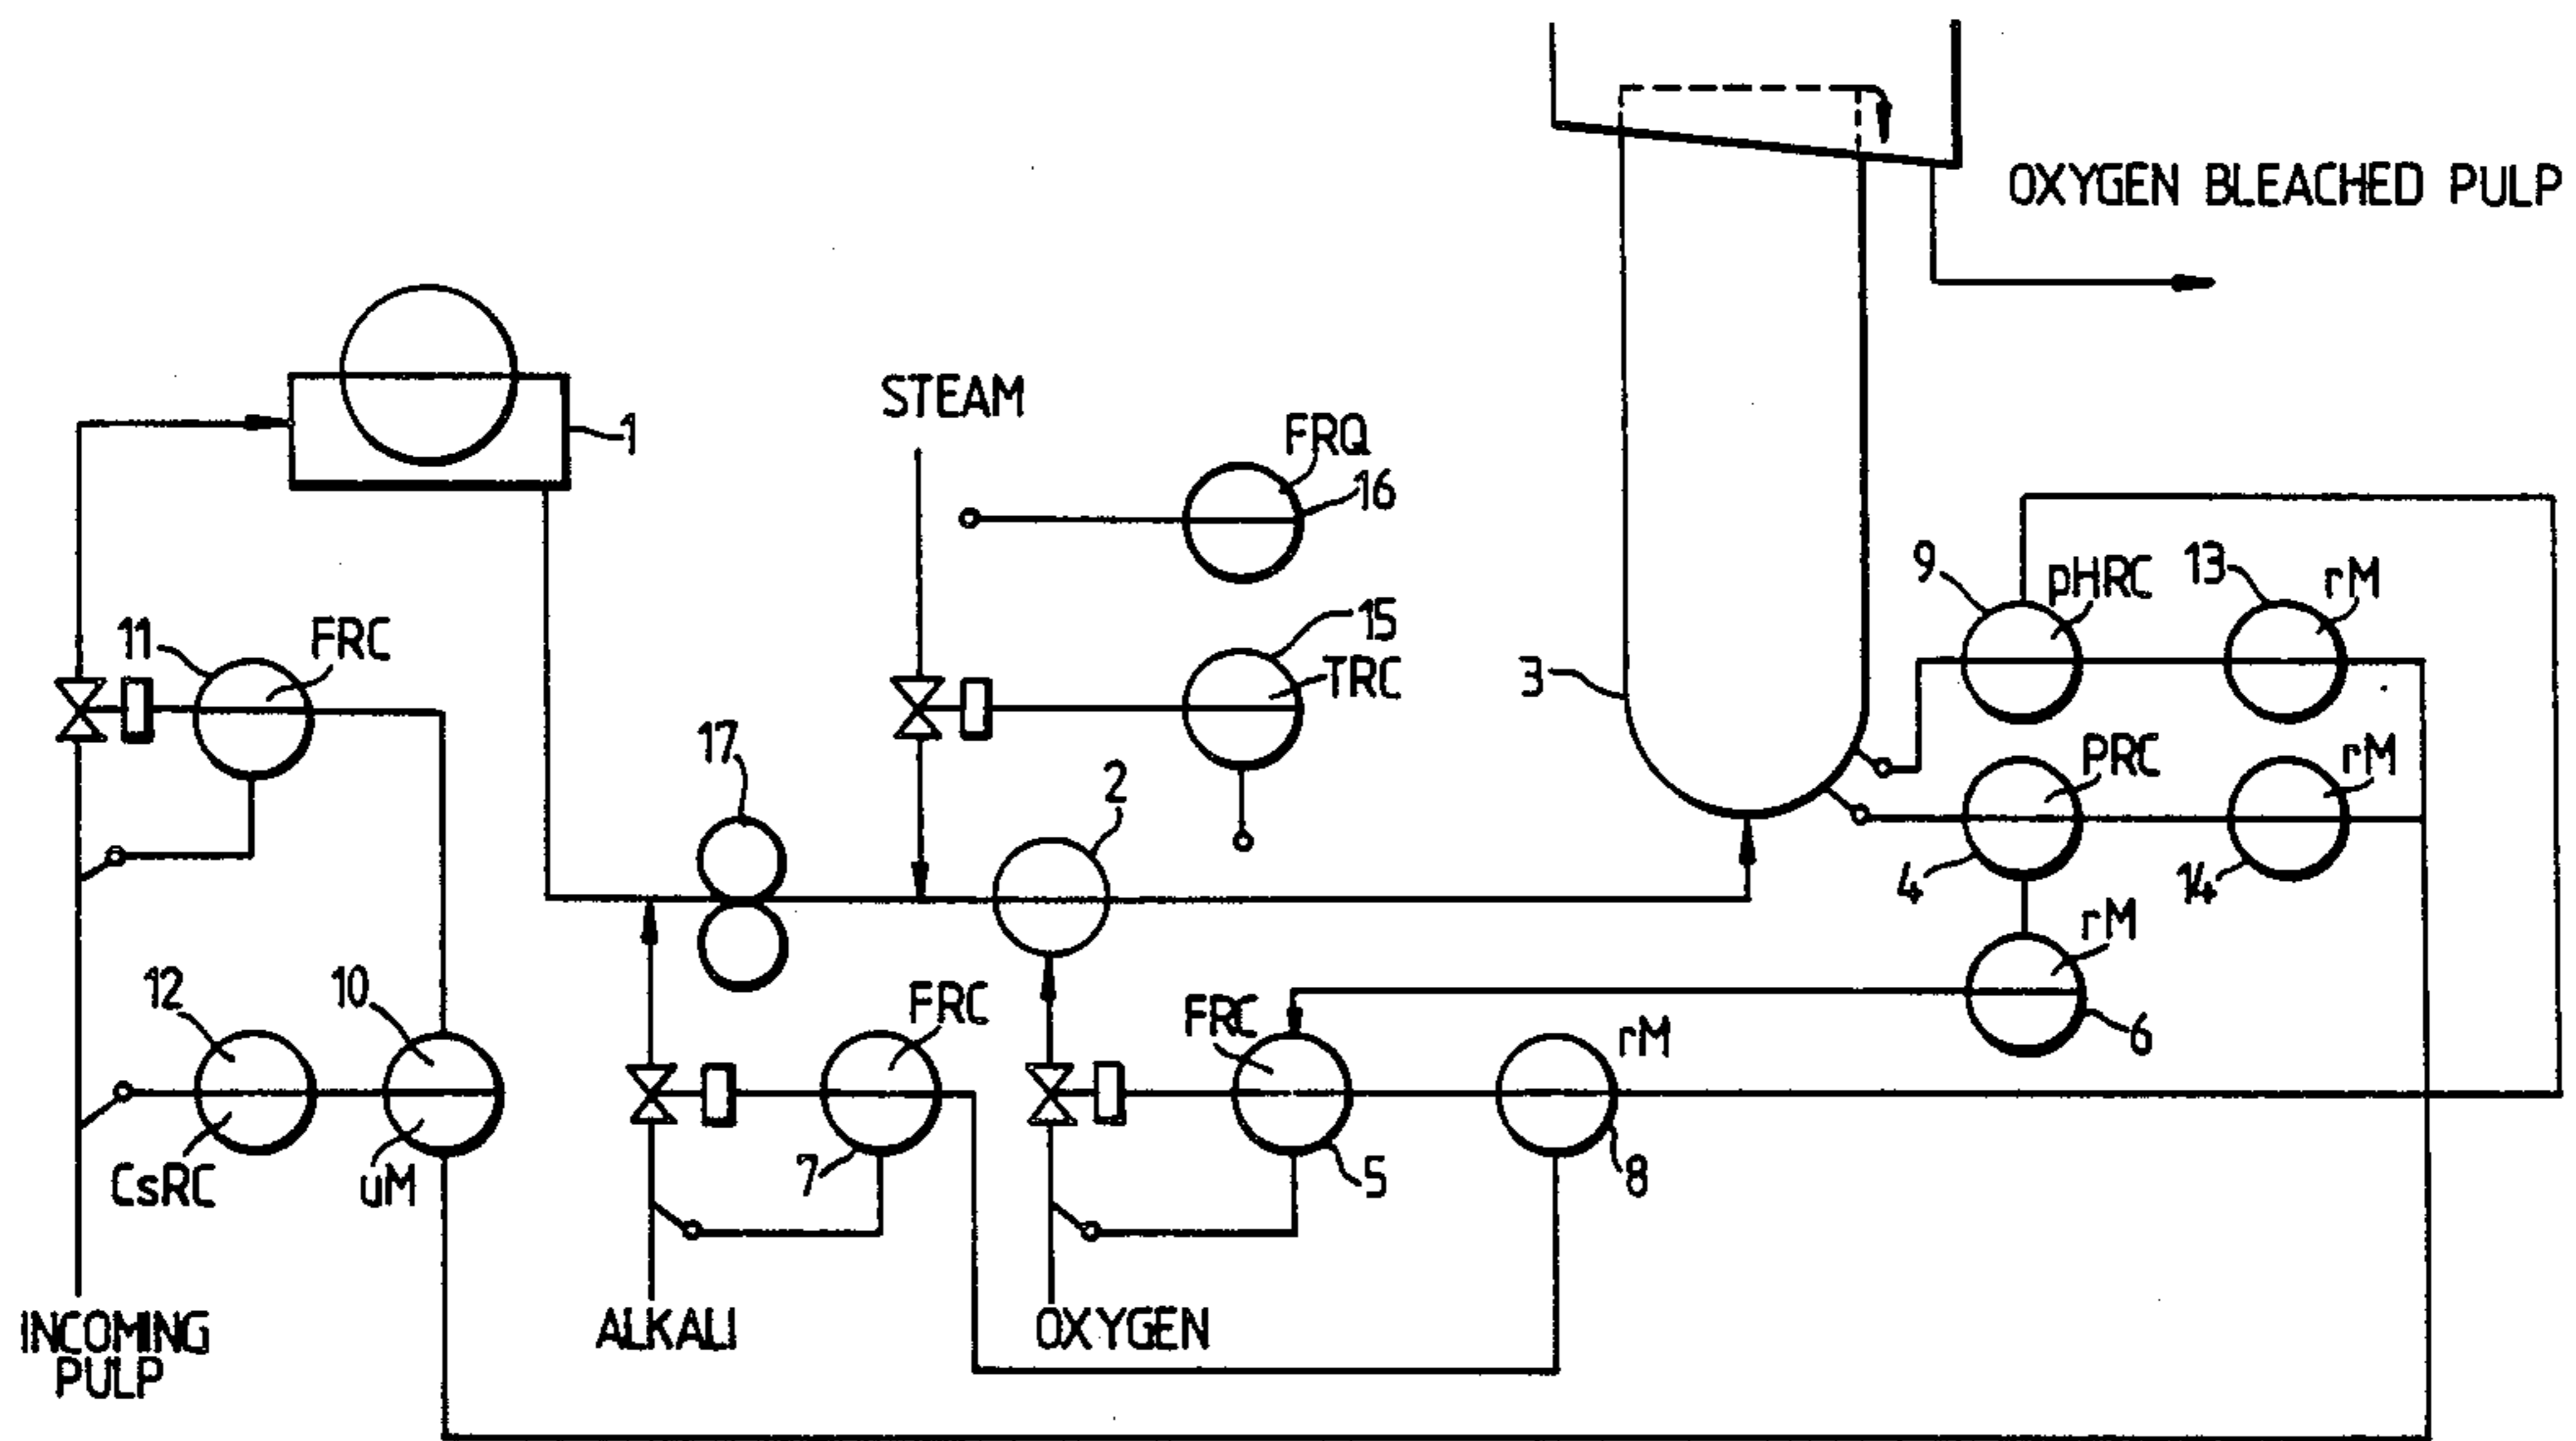 OXYGEN BLEACHED PULP
1
STEAM
FRQ
16
9
pHRC
13
rM
11
FRC
15
TRC
3
17
2
PRC
rM
4
14
rM
6
12
10
FRC
FRC
rM
CsRC
uM
7
5
8
INCOMING
PULP
ALKALI
OXYGEN